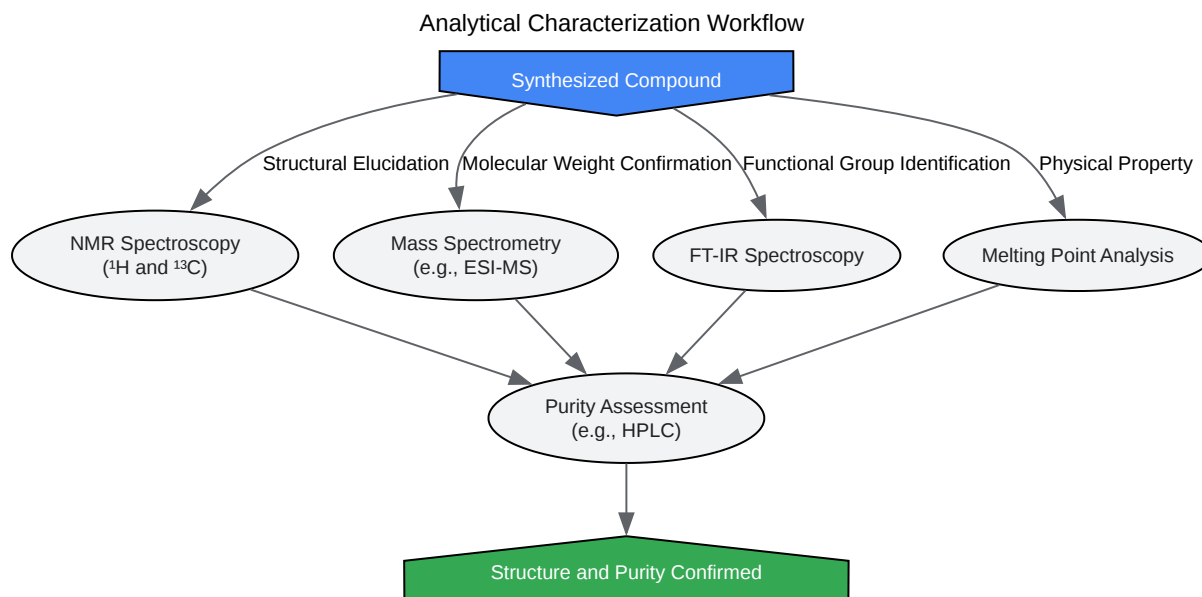 Analytical Characterization Workflow
Synthesized Compound
Structural Elucidation
Molecular Weight Confirmation
Functional Group Identification
Physical Property
NMR Spectroscopy
(¹H and ¹³C)
Mass Spectrometry
(e.g., ESI-MS)
FT-IR Spectroscopy
Melting Point Analysis
Purity Assessment
(e.g., HPLC)
Structure and Purity Confirmed